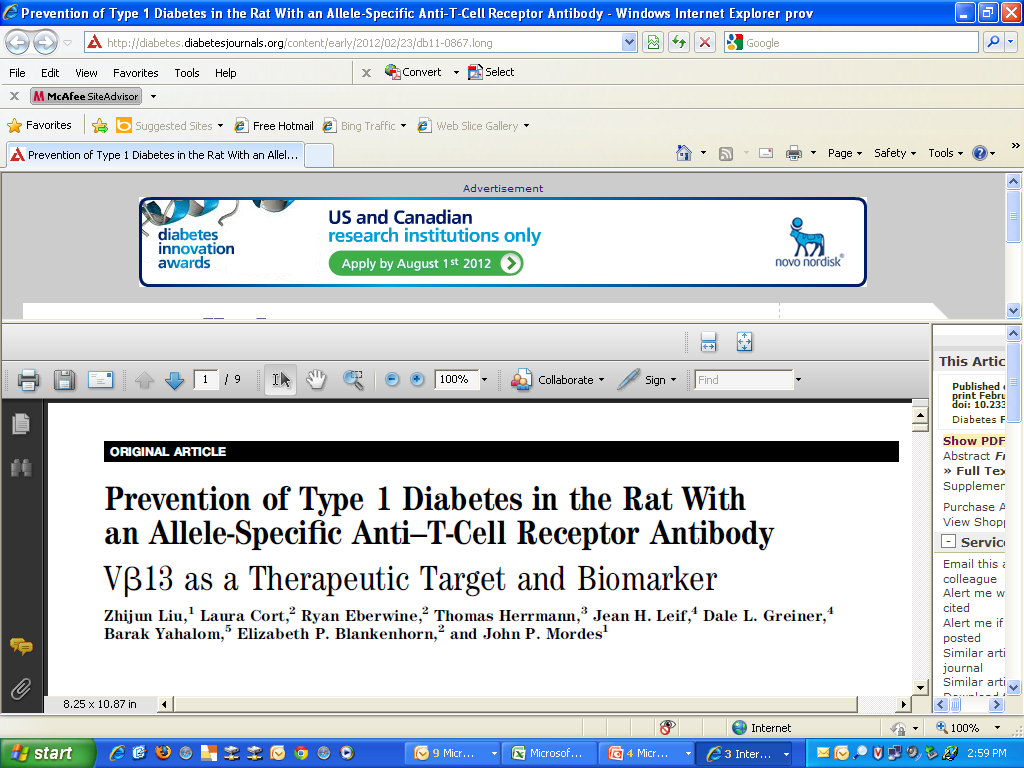 Prevention of Type 1 Diabetes in the Rat With an Allele-Specific Anti-T-Cell Receptor Antibody - Windows Internet Explorer prov
http://diabetes.diabetesjournals.org/content/early/2012/02/23/db11-0867.long
Google
File Edit View Favorites Tools Help
x Convert Select
X McAfee SiteAdvisor
Favorites Suggested Sites Free Hotmail Bing Traffic Web Slice Gallery
Prevention of Type 1 Diabetes in the Rat With an Allel...
Page Safety Tools
Advertisement
diabetes
innovation
awards
US and Canadian
research institutions only
Apply by August 1st 2012
novo nordisk®
1 / 9
100%
Collaborate Sign Find
ORIGINAL ARTICLE
Prevention of Type 1 Diabetes in the Rat With
an Allele-Specific Anti–T-Cell Receptor Antibody
Vβ13 as a Therapeutic Target and Biomarker
Zhijun Liu,1 Laura Cort,2 Ryan Eberwine,2 Thomas Herrmann,3 Jean H. Leif,4 Dale L. Greiner,4
Barak Yahalom,5 Elizabeth P. Blankenhorn,2 and John P. Mordes1
8.25 x 10.87 in
This Artic
Published
print Febru
doi: 10.233
Diabetes F
Show PDF
Abstract Fr
» Full Tex
Supplemen
Purchase A
View Shop
- Service
Email this a
colleague
Alert me w
cited
Alert me if
posted
Similar arti
journal
Similar arti
Internet
100%
start
9 Micr...
Microsof...
4 Micr...
3 Inter...
2:59 PM